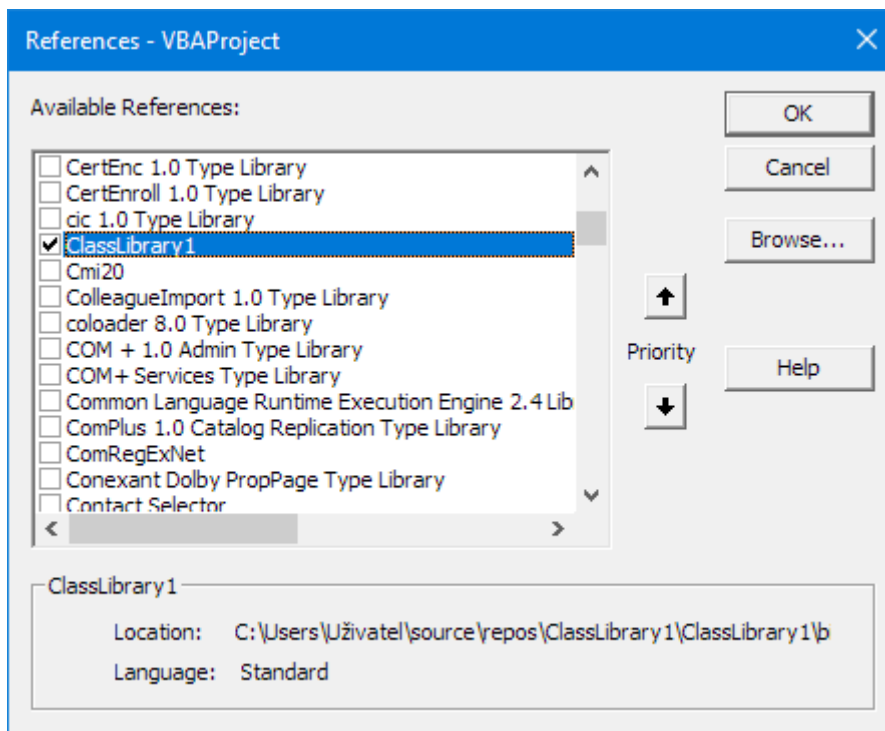 References - VBAProject
Available References:
OK
CertEnc 1.0 Type Library
Cancel
CertEnroll 1.0 Type Library
cic 1.0 Type Library
ClassLibrary1
Browse...
Cmi20
ColleagueImport 1.0 Type Library
coloader 8.0 Type Library
COM + 1.0 Admin Type Library
Priority
COM+ Services Type Library
Help
Common Language Runtime Execution Engine 2.4 Lib
ComPlus 1.0 Catalog Replication Type Library
ComRegExNet
Conexant Dolby PropPage Type Library
Contact Selector
ClassLibrary1
Location: C:\Users\Uživatel\source\repos\ClassLibrary1\ClassLibrary1\b
Language: Standard